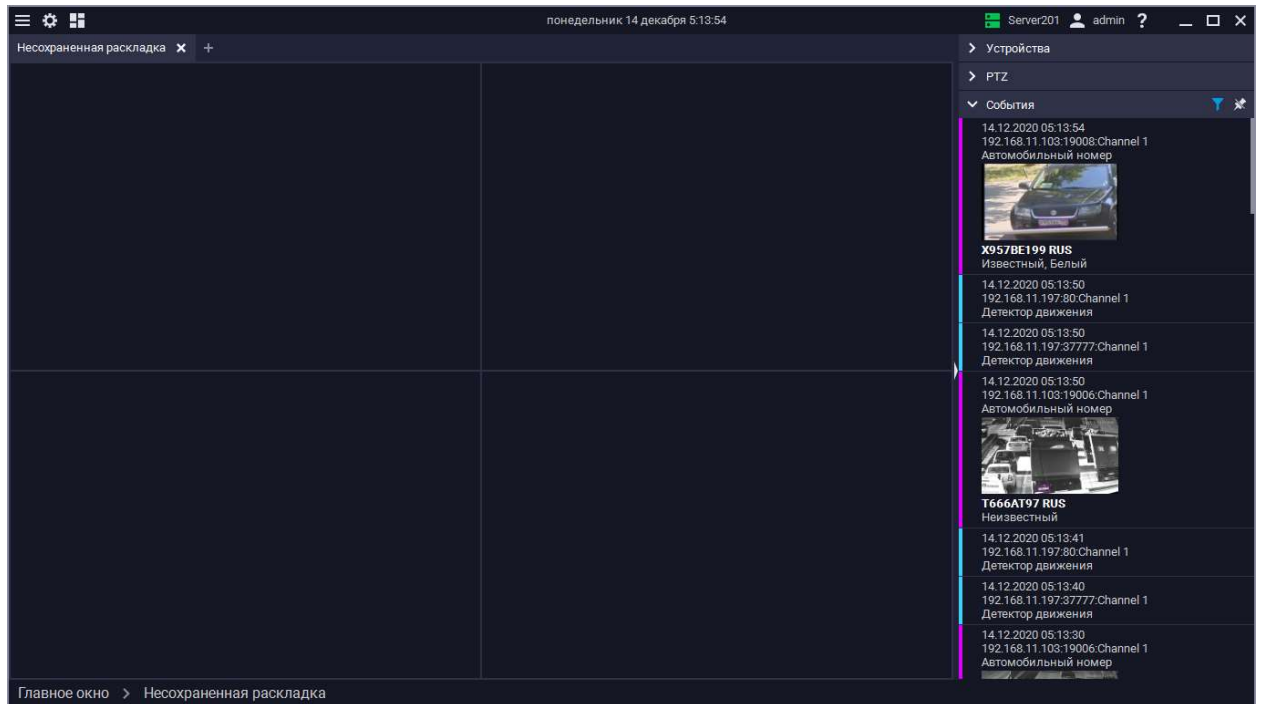 понедельник 14 декабря 5:13:54
Server201 admin ?
Несохраненная раскладка × +
Устройства
PTZ
События
14.12.2020 05:13:54
192.168.11.103:19008:Channel 1
Автомобильный номер
X957BE199 RUS
Известный, Белый
14.12.2020 05:13:50
192.168.11.197:80:Channel 1
Детектор движения
14.12.2020 05:13:50
192.168.11.197:37777:Channel 1
Детектор движения
14.12.2020 05:13:50
192.168.11.103:19006:Channel 1
Автомобильный номер
T666AT97 RUS
Неизвестный
14.12.2020 05:13:41
192.168.11.197:80:Channel 1
Детектор движения
14.12.2020 05:13:40
192.168.11.197:37777:Channel 1
Детектор движения
14.12.2020 05:13:30
192.168.11.103:19006:Channel 1
Автомобильный номер
Главное окно > Несохраненная раскладка